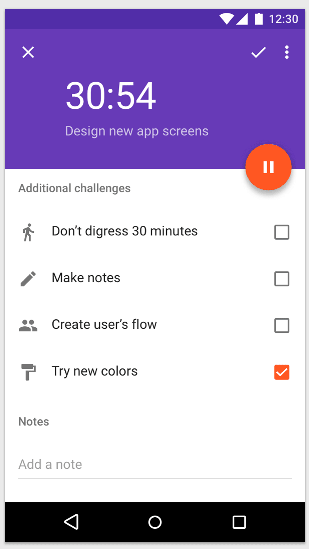 12:30
30:54
Design new app screens
Additional challenges
Don’t digress 30 minutes
Make notes
Create user’s flow
Try new colors
Notes
Add a note